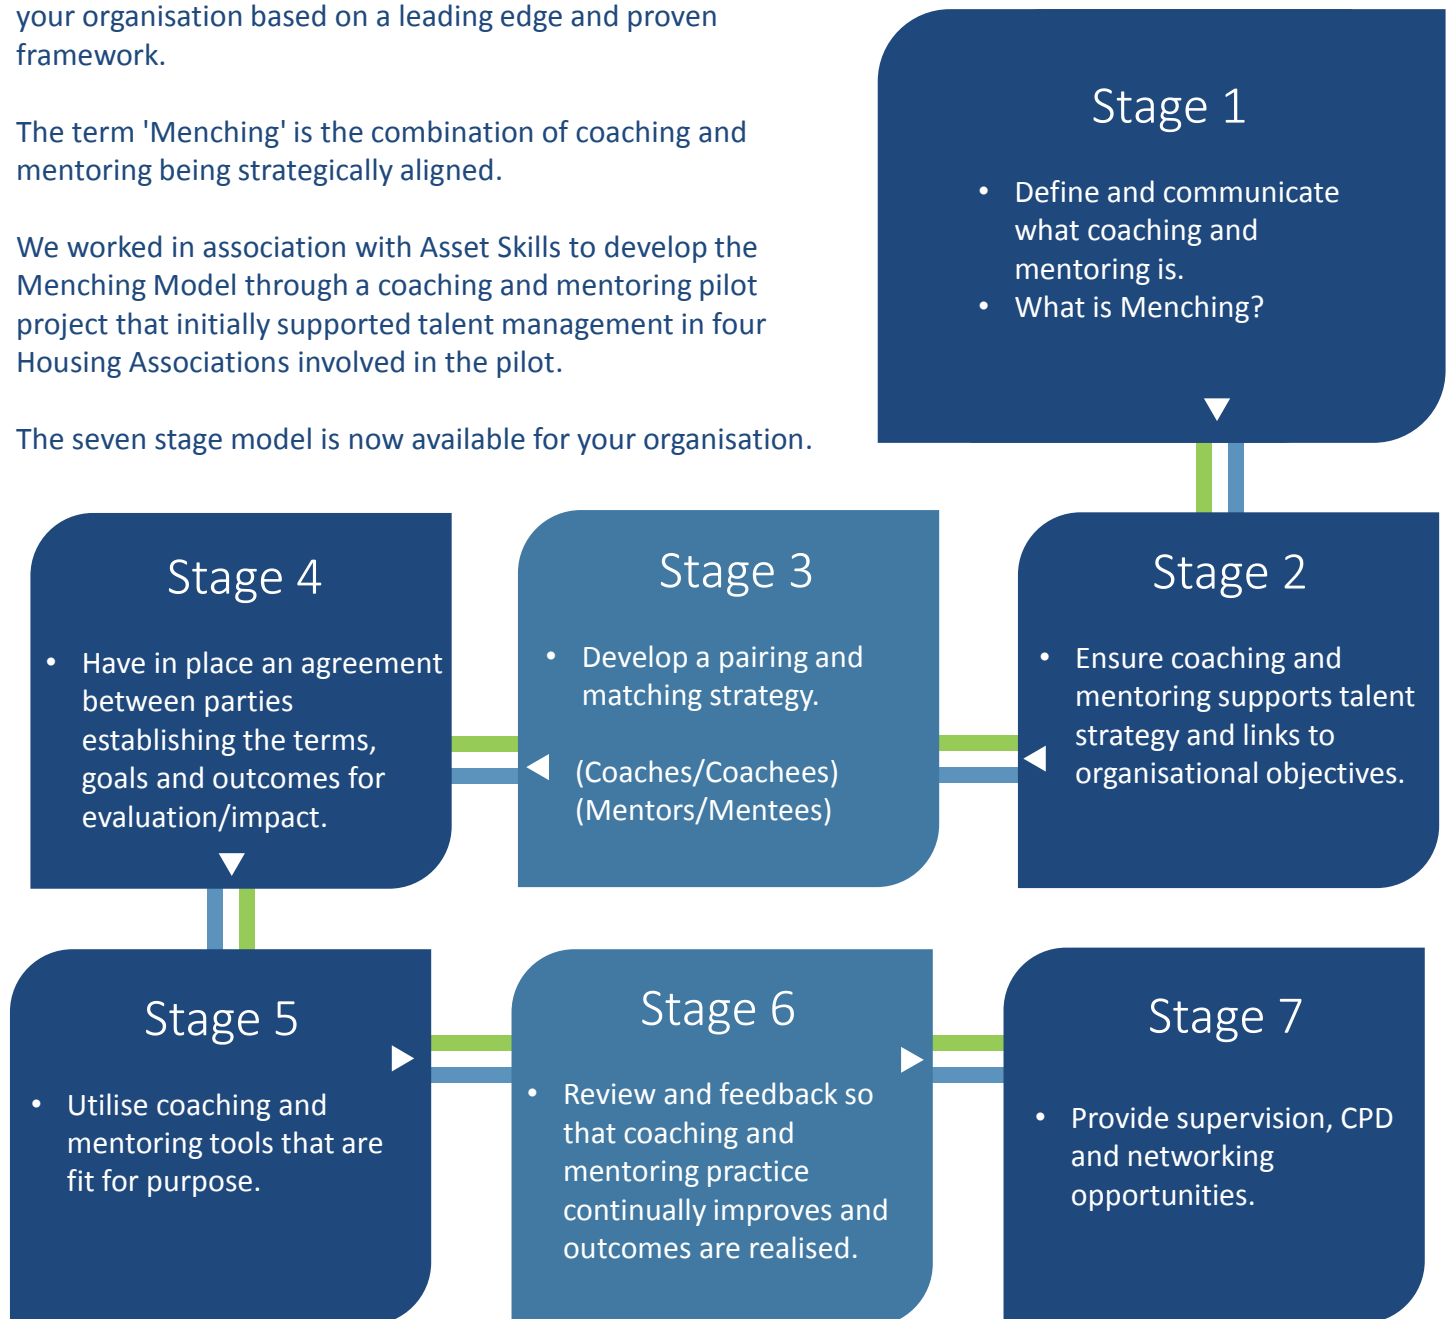 your organisation based on a leading edge and proven
framework.
The term 'Menching' is the combination of coaching and
mentoring being strategically aligned.
We worked in association with Asset Skills to develop the
Menching Model through a coaching and mentoring pilot
project that initially supported talent management in four
Housing Associations involved in the pilot.
The seven stage model is now available for your organisation.
Stage 1
• Define and communicate
what coaching and
mentoring is.
• What is Menching?
Stage 2
• Ensure coaching and
mentoring supports talent
strategy and links to
organisational objectives.
Stage 3
• Develop a pairing and
matching strategy.
(Coaches/Coachees)
(Mentors/Mentees)
Stage 4
• Have in place an agreement
between parties
establishing the terms,
goals and outcomes for
evaluation/impact.
Stage 5
• Utilise coaching and
mentoring tools that are
fit for purpose.
Stage 6
• Review and feedback so
that coaching and
mentoring practice
continually improves and
outcomes are realised.
Stage 7
• Provide supervision, CPD
and networking
opportunities.